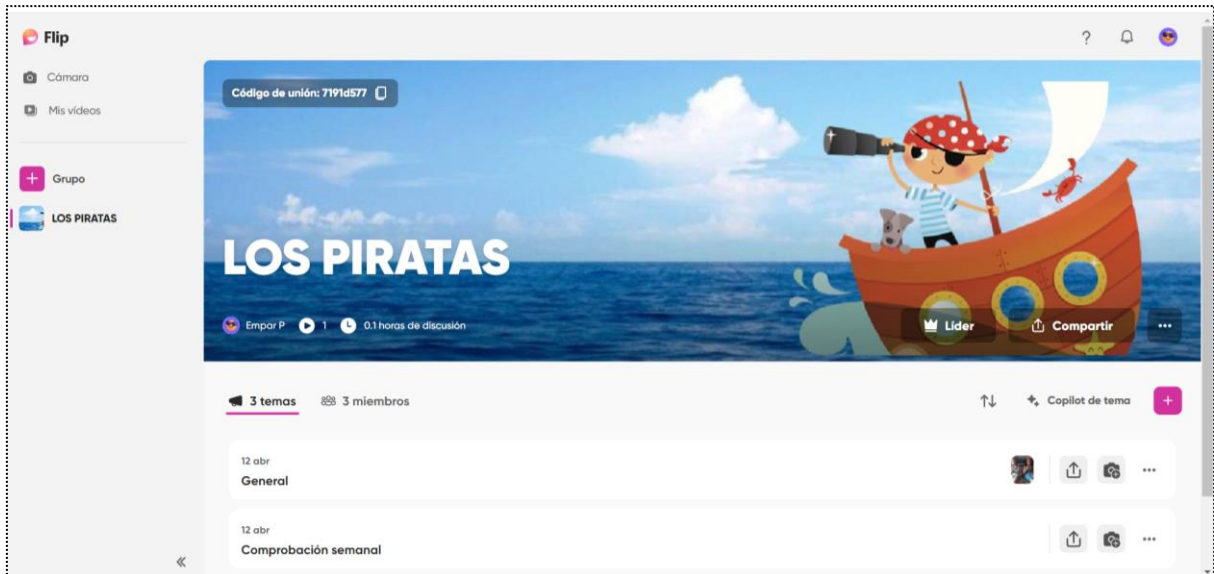 Flip
?
Cámara
Mis vídeos
Grupo
LOS PIRATAS
Código de unión: 7191d577
LOS PIRATAS
Empar P 1 0.1 horas de discusión
Líder Compartir ...
3 temas 3 miembros
Copilot de tema +
12 abr
General
12 abr
Comprobación semanal